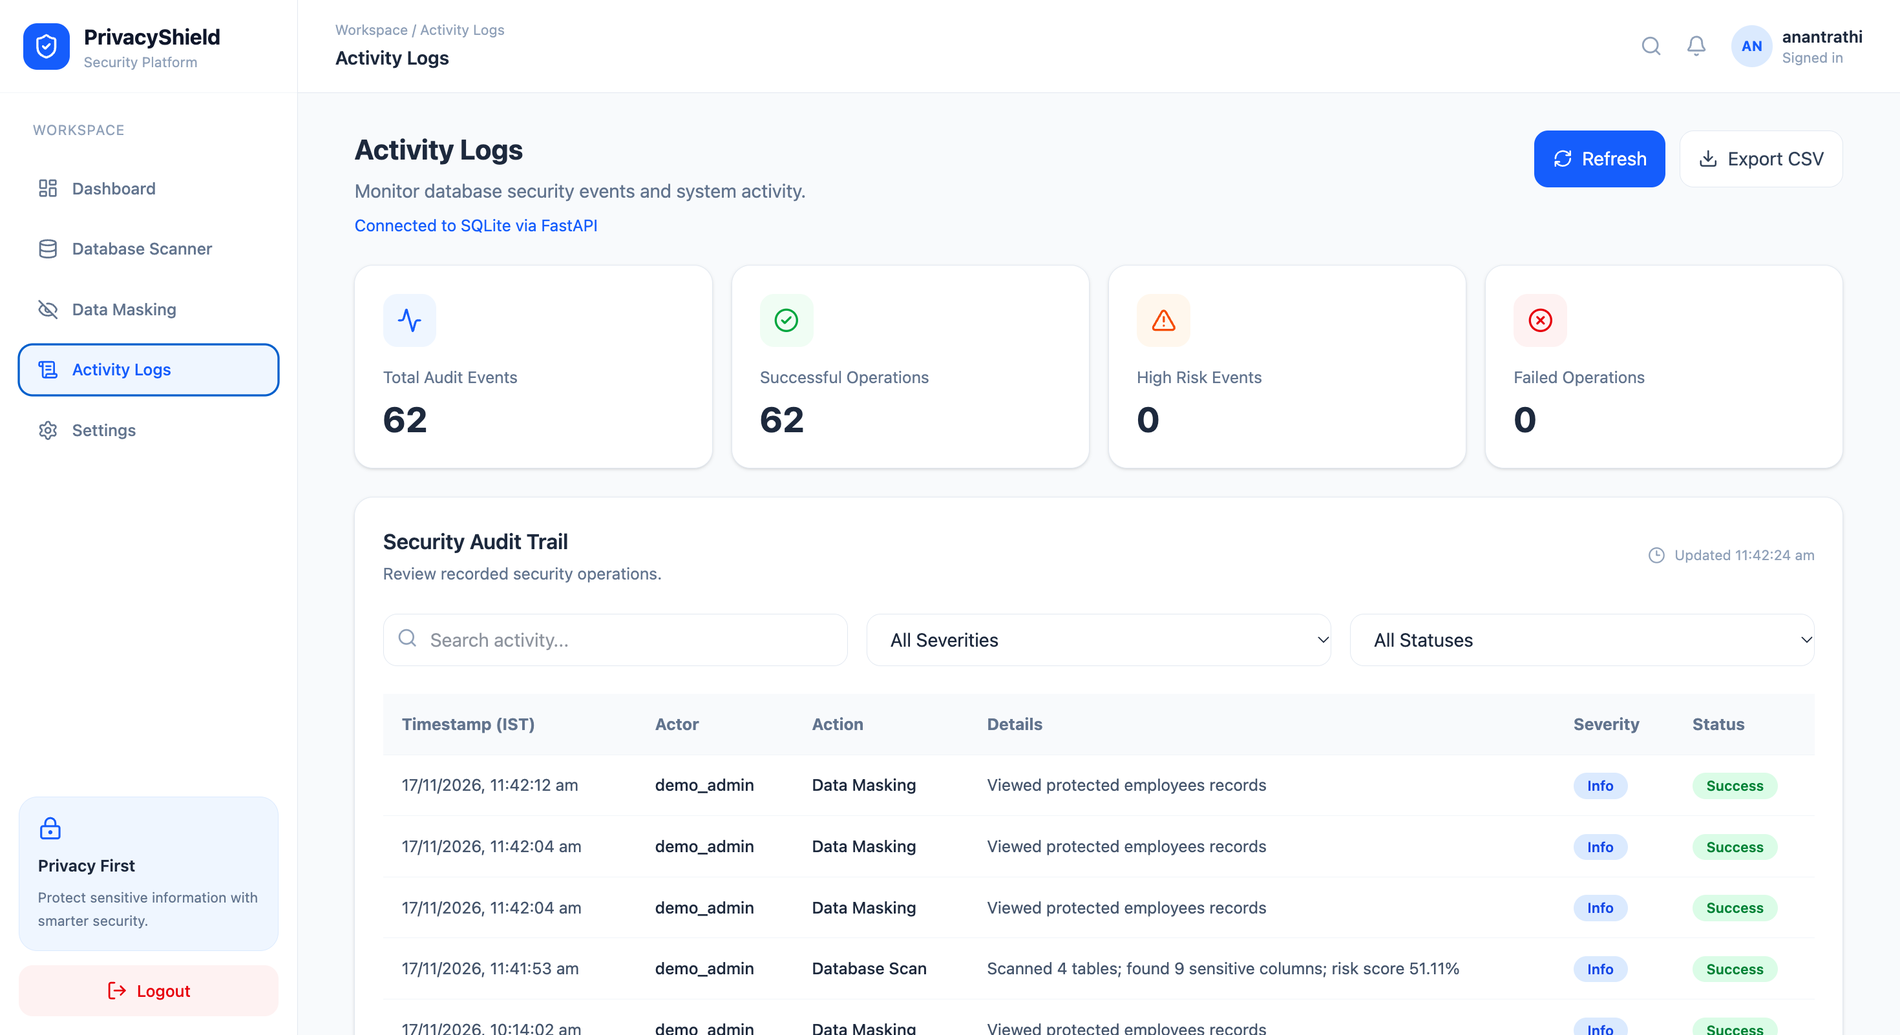 PrivacyShield
Security Platform
WORKSPACE
Dashboard
Database Scanner
Data Masking
Activity Logs
Settings
Privacy First
Protect sensitive information with
smarter security.
Logout
Workspace / Activity Logs
Activity Logs
AN
anantrathi
Signed in
Activity Logs
Monitor database security events and system activity.
Connected to SQLite via FastAPI
Refresh
Export CSV
Total Audit Events
62
Successful Operations
62
High Risk Events
0
Failed Operations
0
Security Audit Trail
Review recorded security operations.
Updated 11:42:24 am
Search activity...
All Severities
All Statuses
Timestamp (IST) Actor Action Details Severity Status
17/11/2026, 11:42:12 am demo_admin Data Masking Viewed protected employees records Info Success
17/11/2026, 11:42:04 am demo_admin Data Masking Viewed protected employees records Info Success
17/11/2026, 11:42:04 am demo_admin Data Masking Viewed protected employees records Info Success
17/11/2026, 11:41:53 am demo_admin Database Scan Scanned 4 tables; found 9 sensitive columns; risk score 51.11% Info Success
17/11/2026, 10:14:02 am demo_admin Data Masking Viewed protected employees records Info Success